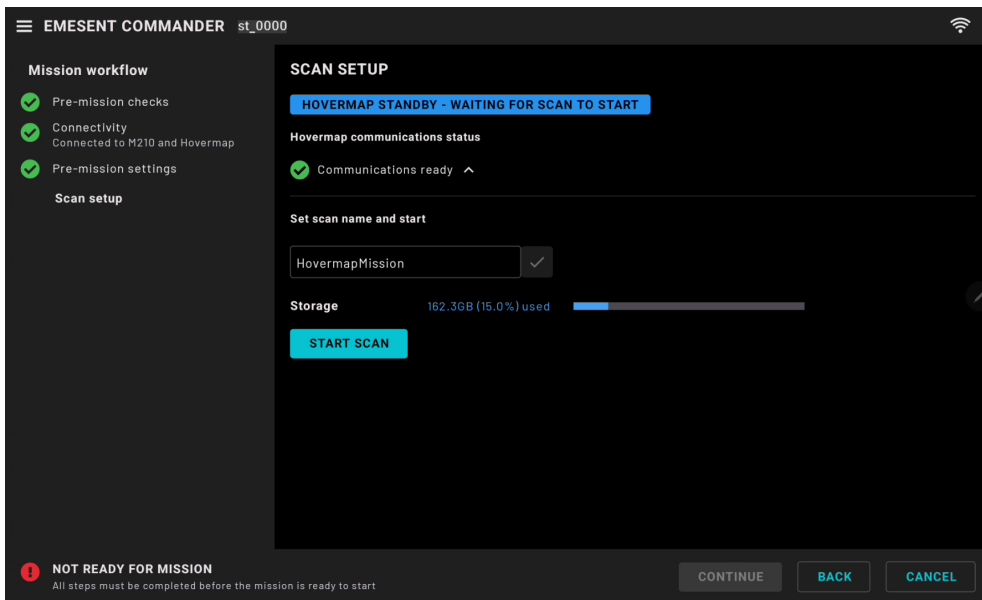 EMESENT COMMANDER st_0000
Mission workflow
Pre-mission checks
Connectivity
Connected to M210 and Hovermap
Pre-mission settings
Scan setup
SCAN SETUP
HOVERMAP STANDBY - WAITING FOR SCAN TO START
Hovermap communications status
Communications ready
Set scan name and start
HovermapMission
Storage 162.3GB (15.0%) used
START SCAN
NOT READY FOR MISSION
All steps must be completed before the mission is ready to start
CONTINUE BACK CANCEL